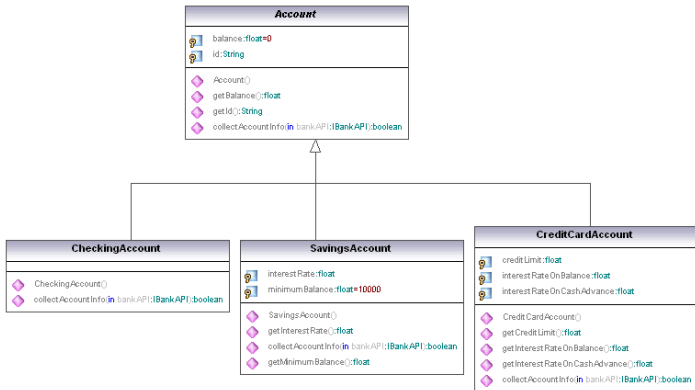 Account
balance:float=0
id:String
Account()
getBalance():float
getId():String
collectAccountInfo(in bankAPI:IBankAPI):boolean
CheckingAccount
CheckingAccount()
collectAccountInfo(in bankAPI:IBankAPI):boolean
SavingsAccount
interestRate:float
minimumBalance:float=10000
SavingsAccount()
getInterestRate():float
collectAccountInfo(in bankAPI:IBankAPI):boolean
getMinimumBalance():float
CreditCardAccount
creditLimit:float
interestRateOnBalance:float
interestRateOnCashAdvance:float
CreditCardAccount()
getCreditLimit():float
getInterestRateOnBalance():float
getInterestRateOnCashAdvance():float
collectAccountInfo(in bankAPI:IBankAPI):boolean